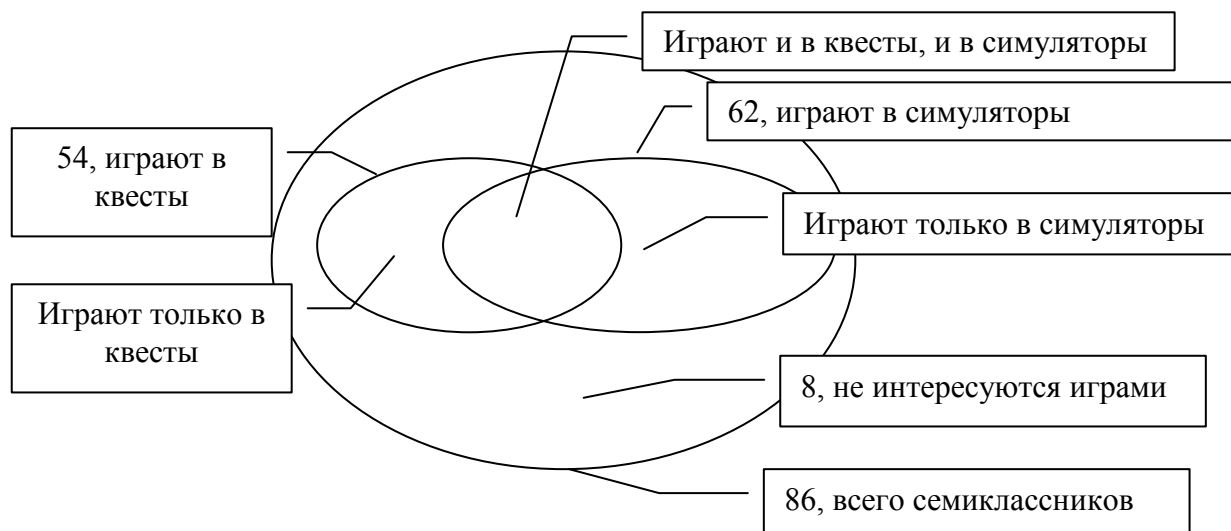 Играют и в квесты, и в симуляторы
62, играют в симуляторы
54, играют в
квесты
Играют только в симуляторы
Играют только в
квесты
8, не интересуются играми
86, всего семиклассников